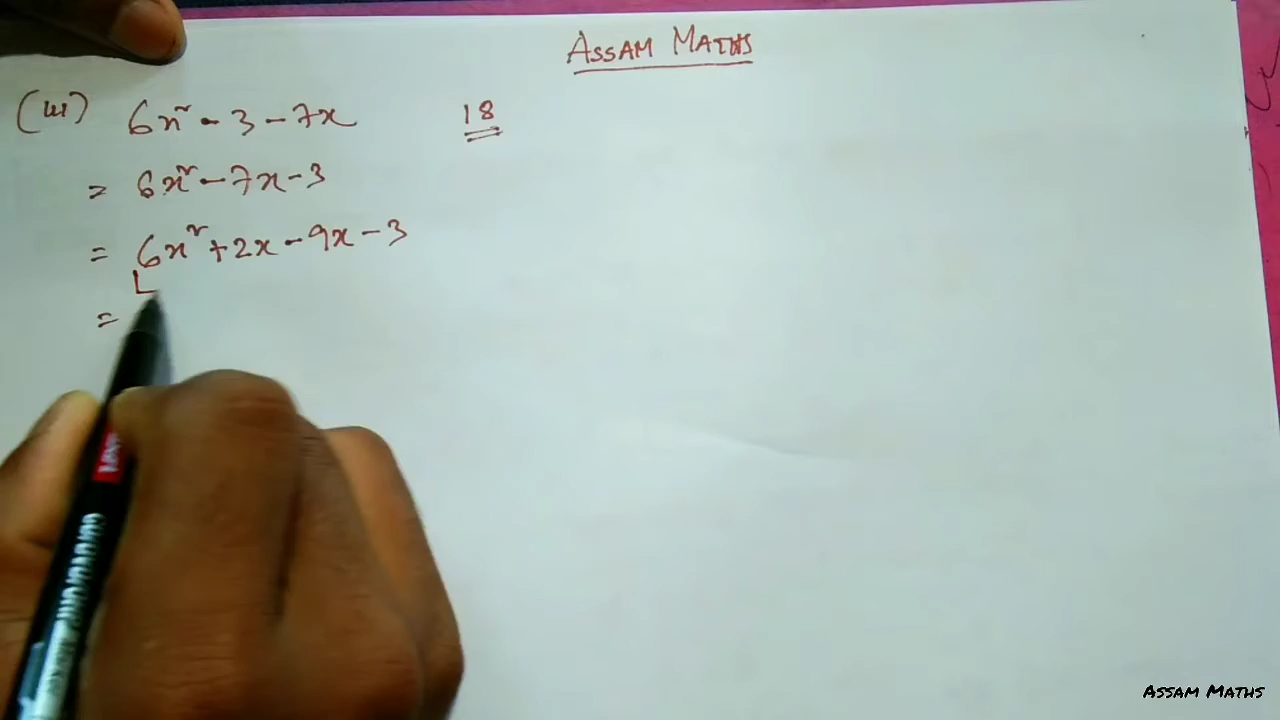 ASSAM MATHS
(iii) 6x² - 3 - 7x 18
= 6x² - 7x - 3
= 6x² + 2x - 9x - 3
=
ASSAM MATHS